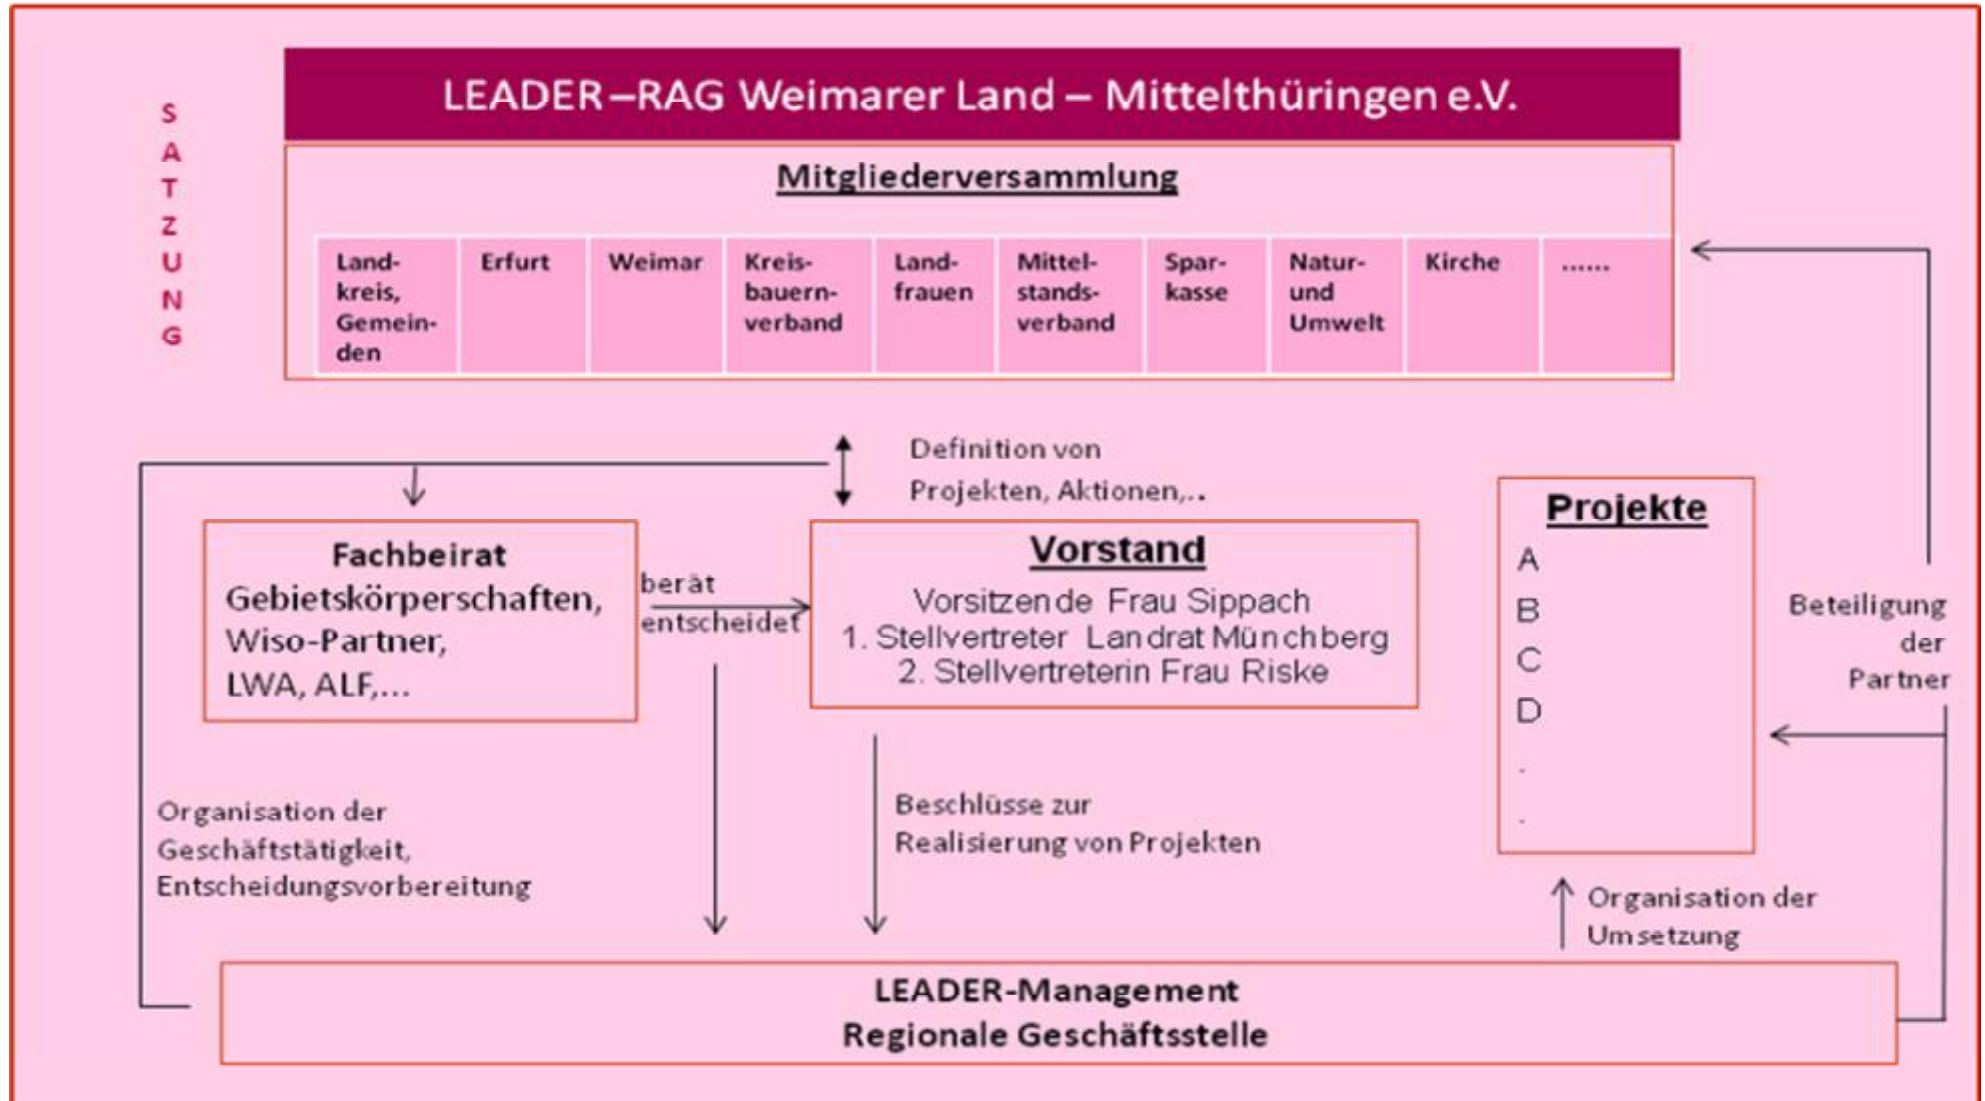 SATZUNG
LEADER–RAG Weimarer Land – Mittelthüringen e.V.
Mitgliederversammlung
Land-
kreis,
Gemein-
den
Erfurt
Weimar
Kreis-
bauern-
verband
Land-
frauen
Mittel-
stands-
verband
Spar-
kasse
Natur-
und
Umwelt
Kirche
......
Definition von
Projekten, Aktionen,..
Fachbeirat
Gebietskörperschaften,
Wiso-Partner,
LWA, ALF,...
berät
entscheidet
Vorstand
Vorsitzende Frau Sippach
1. Stellvertreter Landrat Münchberg
2. Stellvertreterin Frau Riske
Projekte
A
B
C
D
.
.
Beteiligung
der
Partner
Organisation der
Geschäftstätigkeit,
Entscheidungsvorbereitung
Beschlüsse zur
Realisierung von Projekten
Organisation der
Umsetzung
LEADER-Management
Regionale Geschäftsstelle